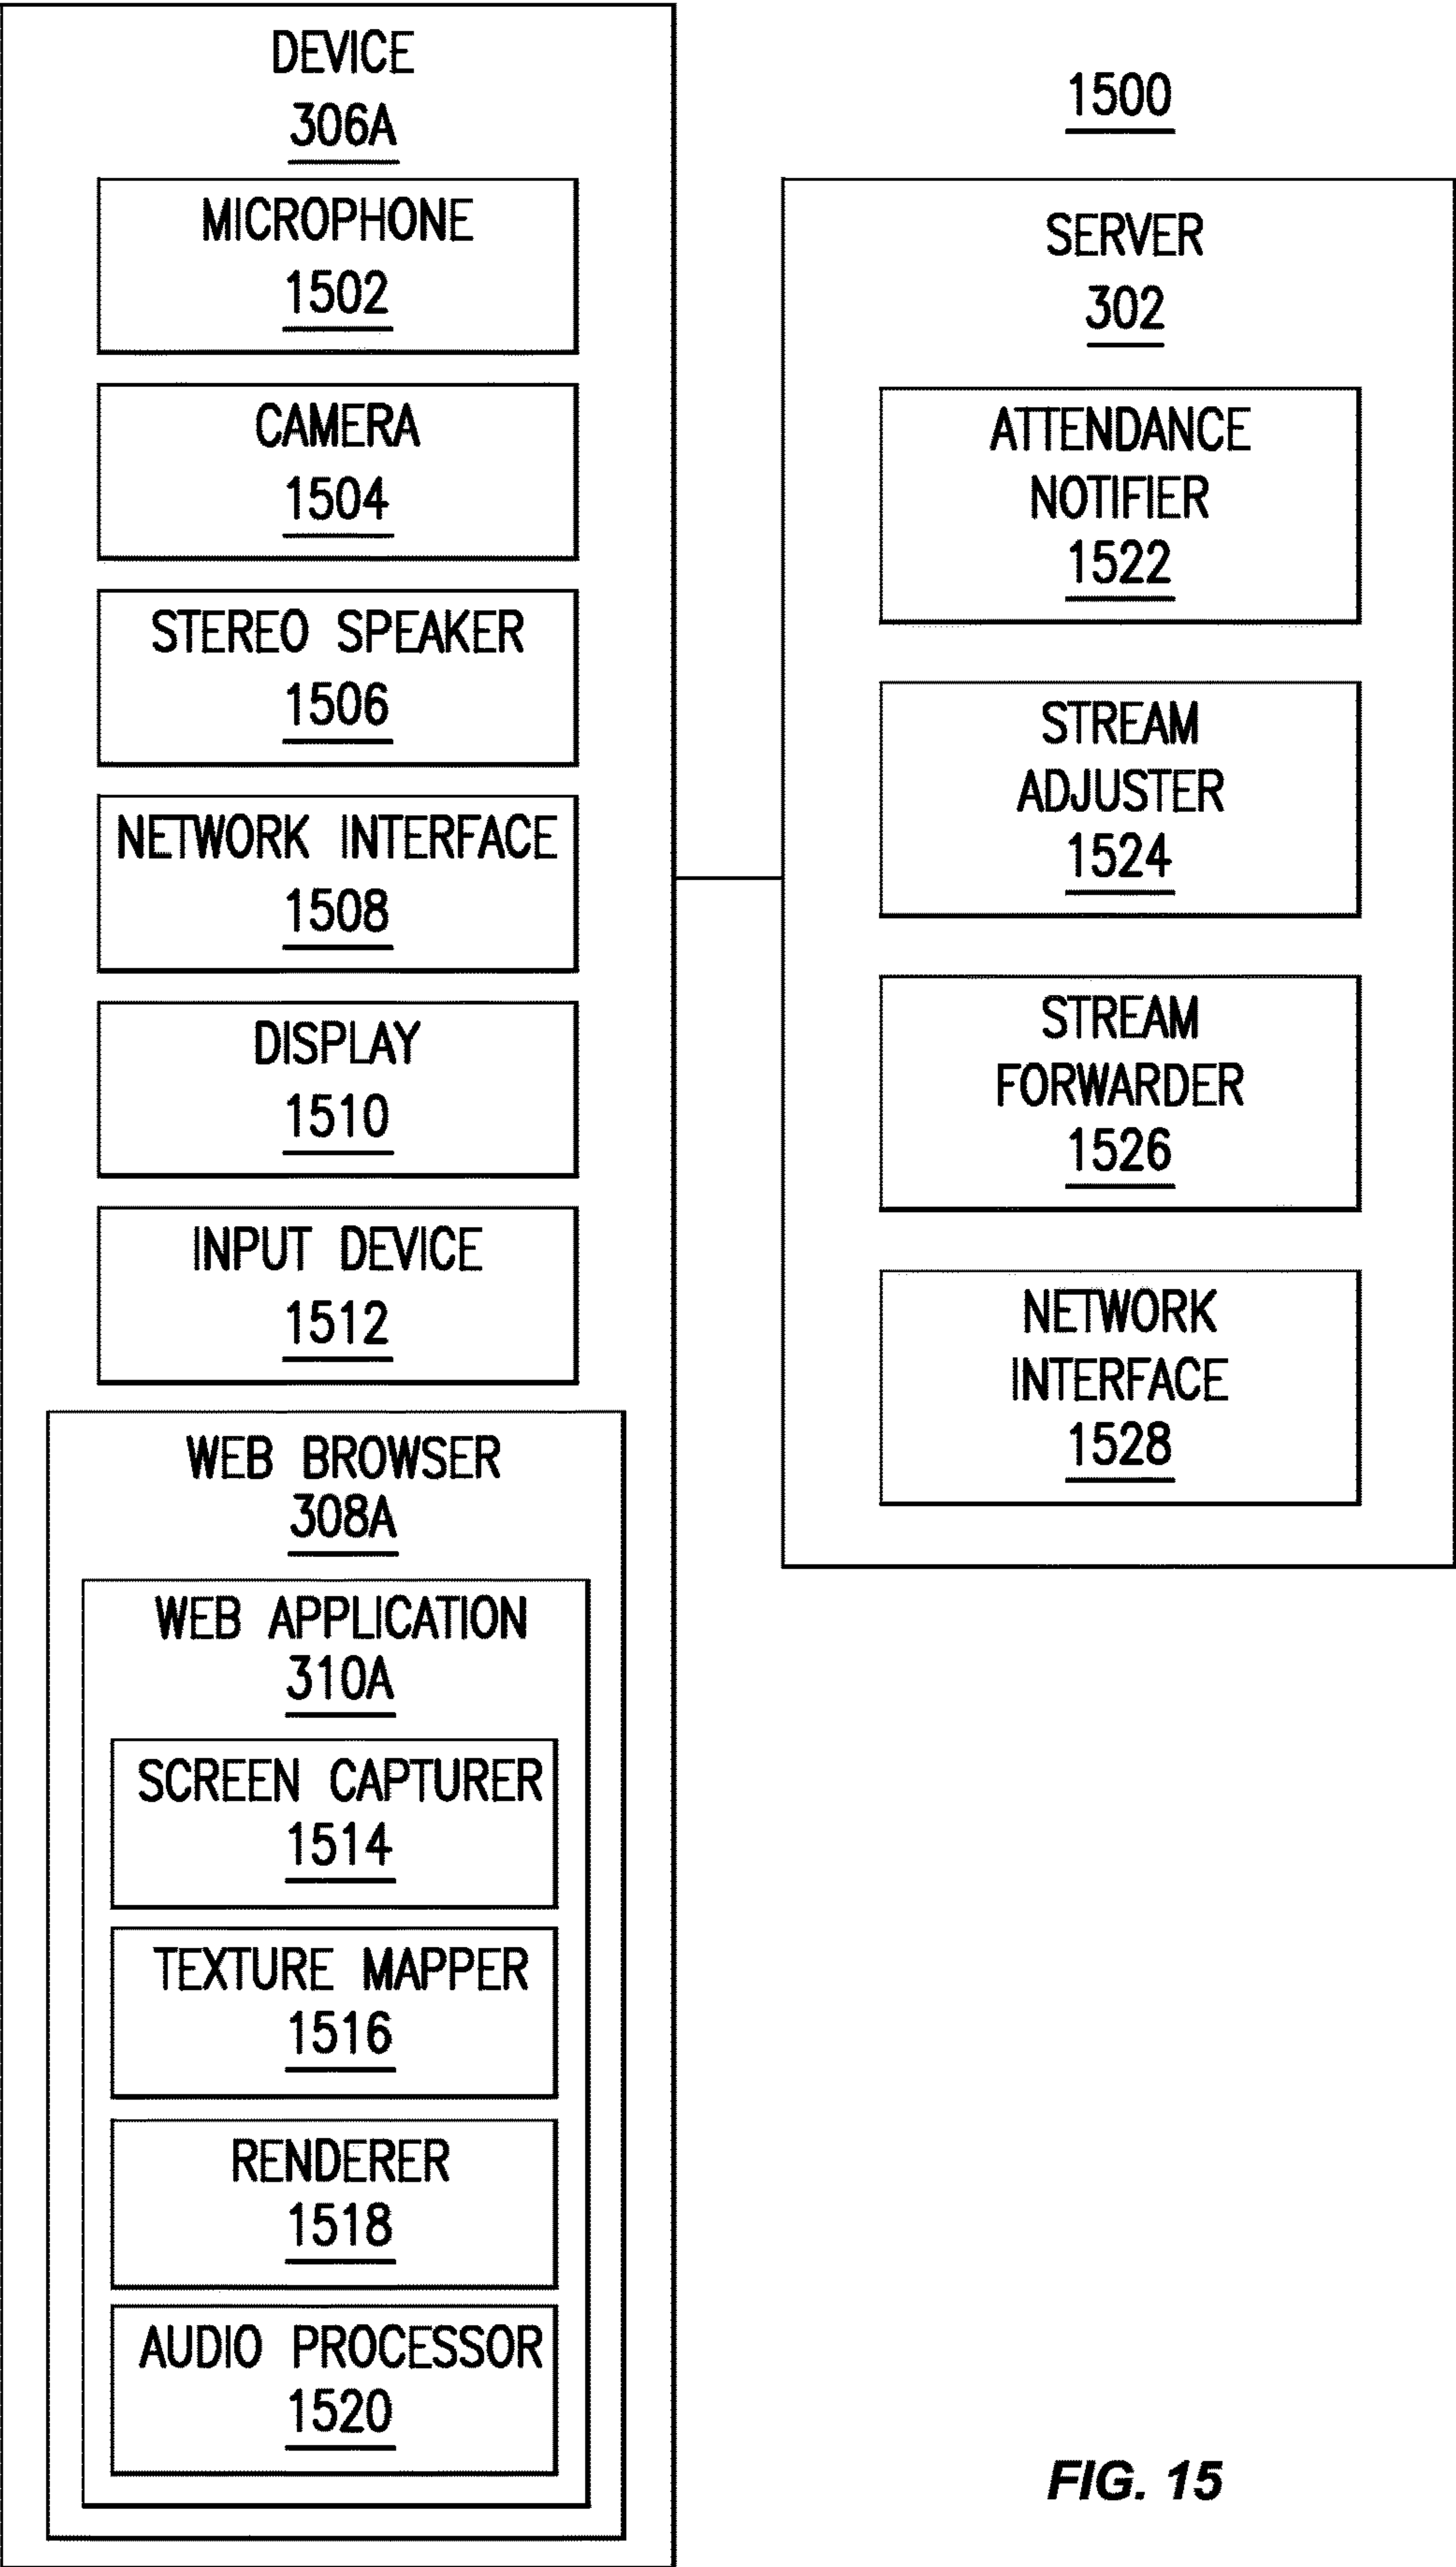 DEVICE
306A
MICROPHONE
1502
CAMERA
1504
STEREO SPEAKER
1506
NETWORK INTERFACE
1508
DISPLAY
1510
INPUT DEVICE
1512
WEB BROWSER
308A
WEB APPLICATION
310A
SCREEN CAPTURER
1514
TEXTURE MAPPER
1516
RENDERER
1518
AUDIO PROCESSOR
1520
1500
SERVER
302
ATTENDANCE
NOTIFIER
1522
STREAM
ADJUSTER
1524
STREAM
FORWARDER
1526
NETWORK
INTERFACE
1528
FIG. 15